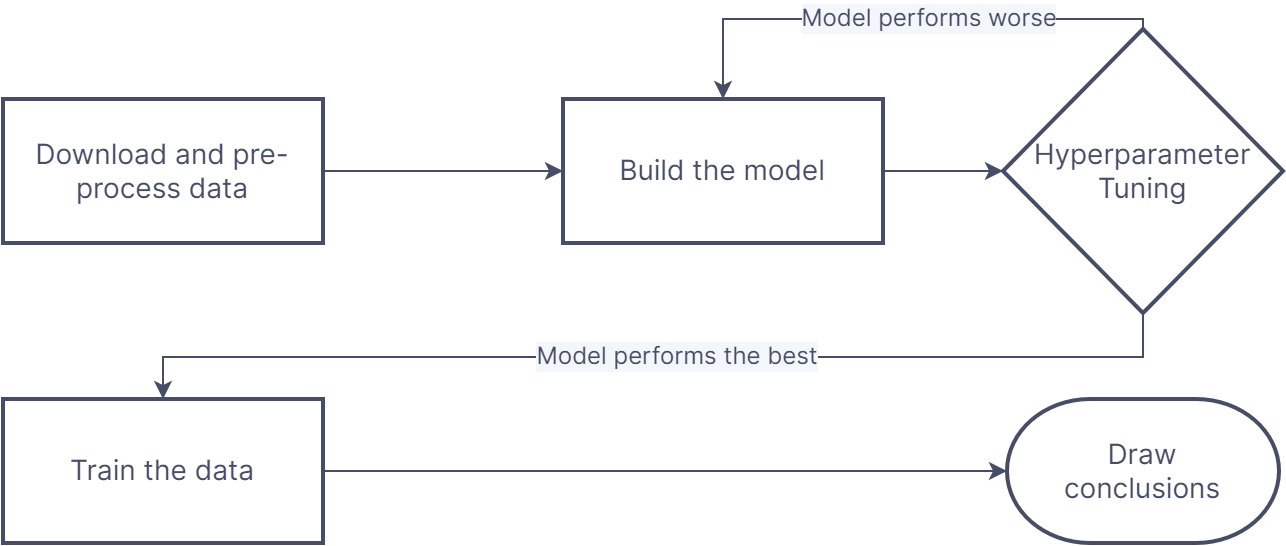 Model performs worse
Download and pre-
process data
Build the model
Hyperparameter
Tuning
Model performs the best
Train the data
Draw
conclusions